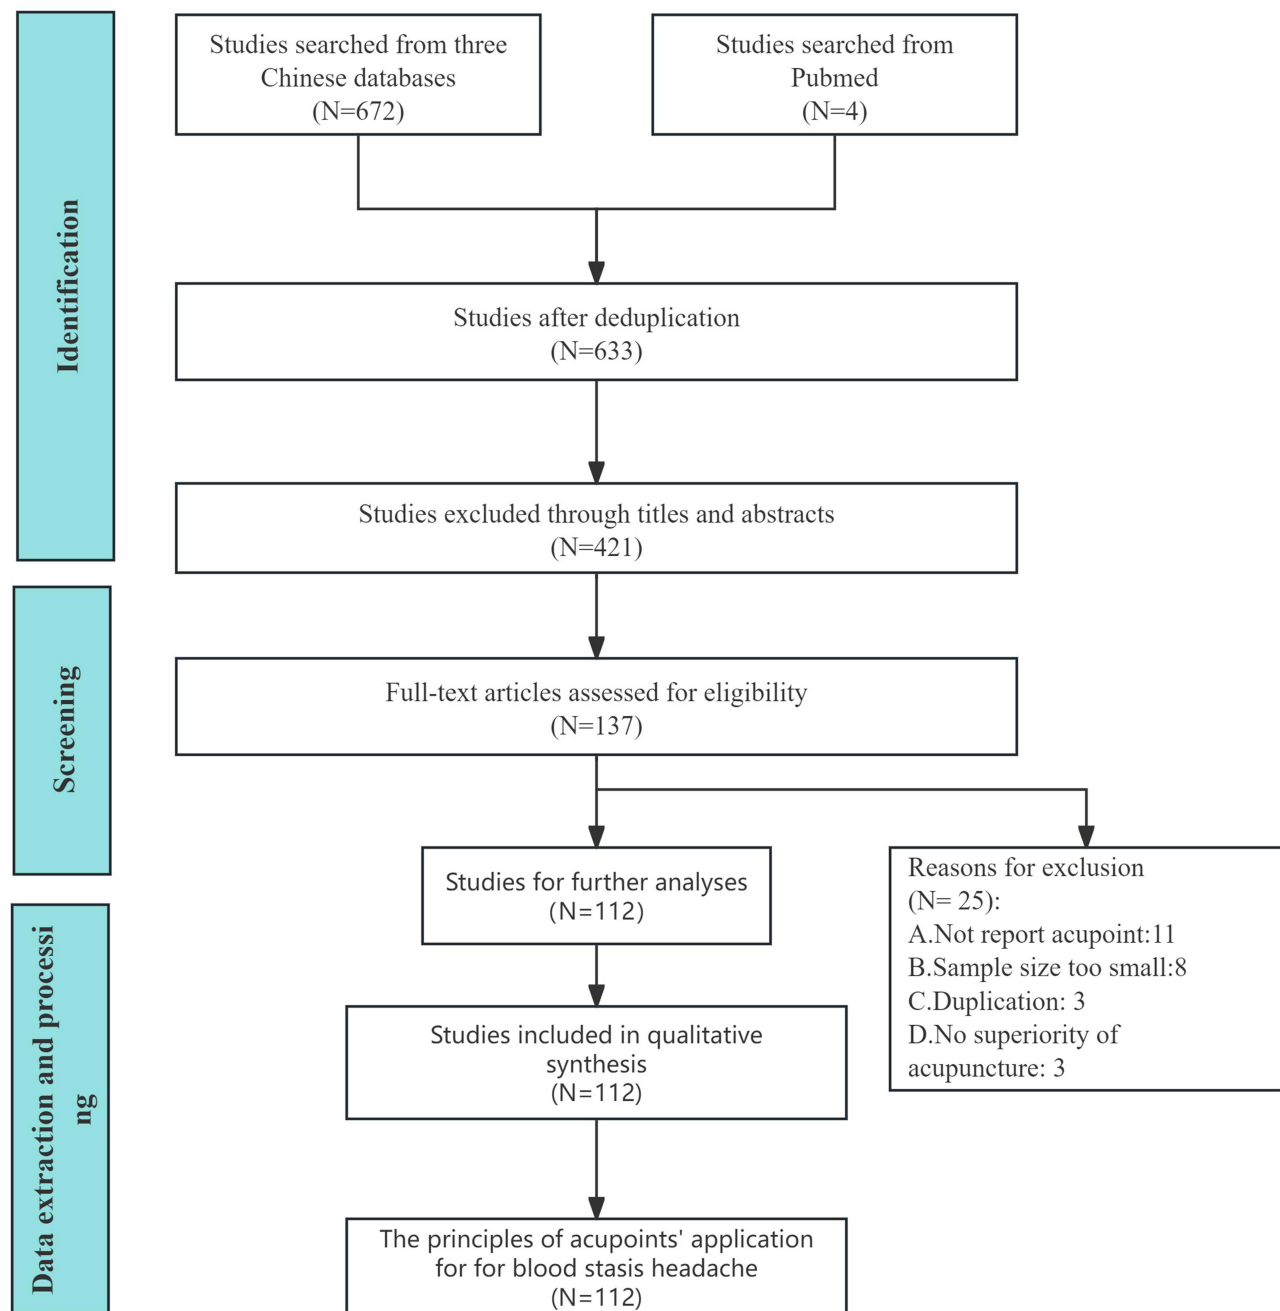 Identification
Studies searched from three
Chinese databases
(N=672)
Studies searched from
Pubmed
(N=4)
Studies after deduplication
(N=633)
Studies excluded through titles and abstracts
(N=421)
Screening
Full-text articles assessed for eligibility
(N=137)
Studies for further analyses
(N=112)
Reasons for exclusion
(N= 25):
A.Not report acupoint:11
B.Sample size too small:8
C.Duplication: 3
D.No superiority of
acupuncture: 3
Data extraction and processi
ng
Studies included in qualitative
synthesis
(N=112)
The principles of acupoints' application
for for blood stasis headache
(N=112)